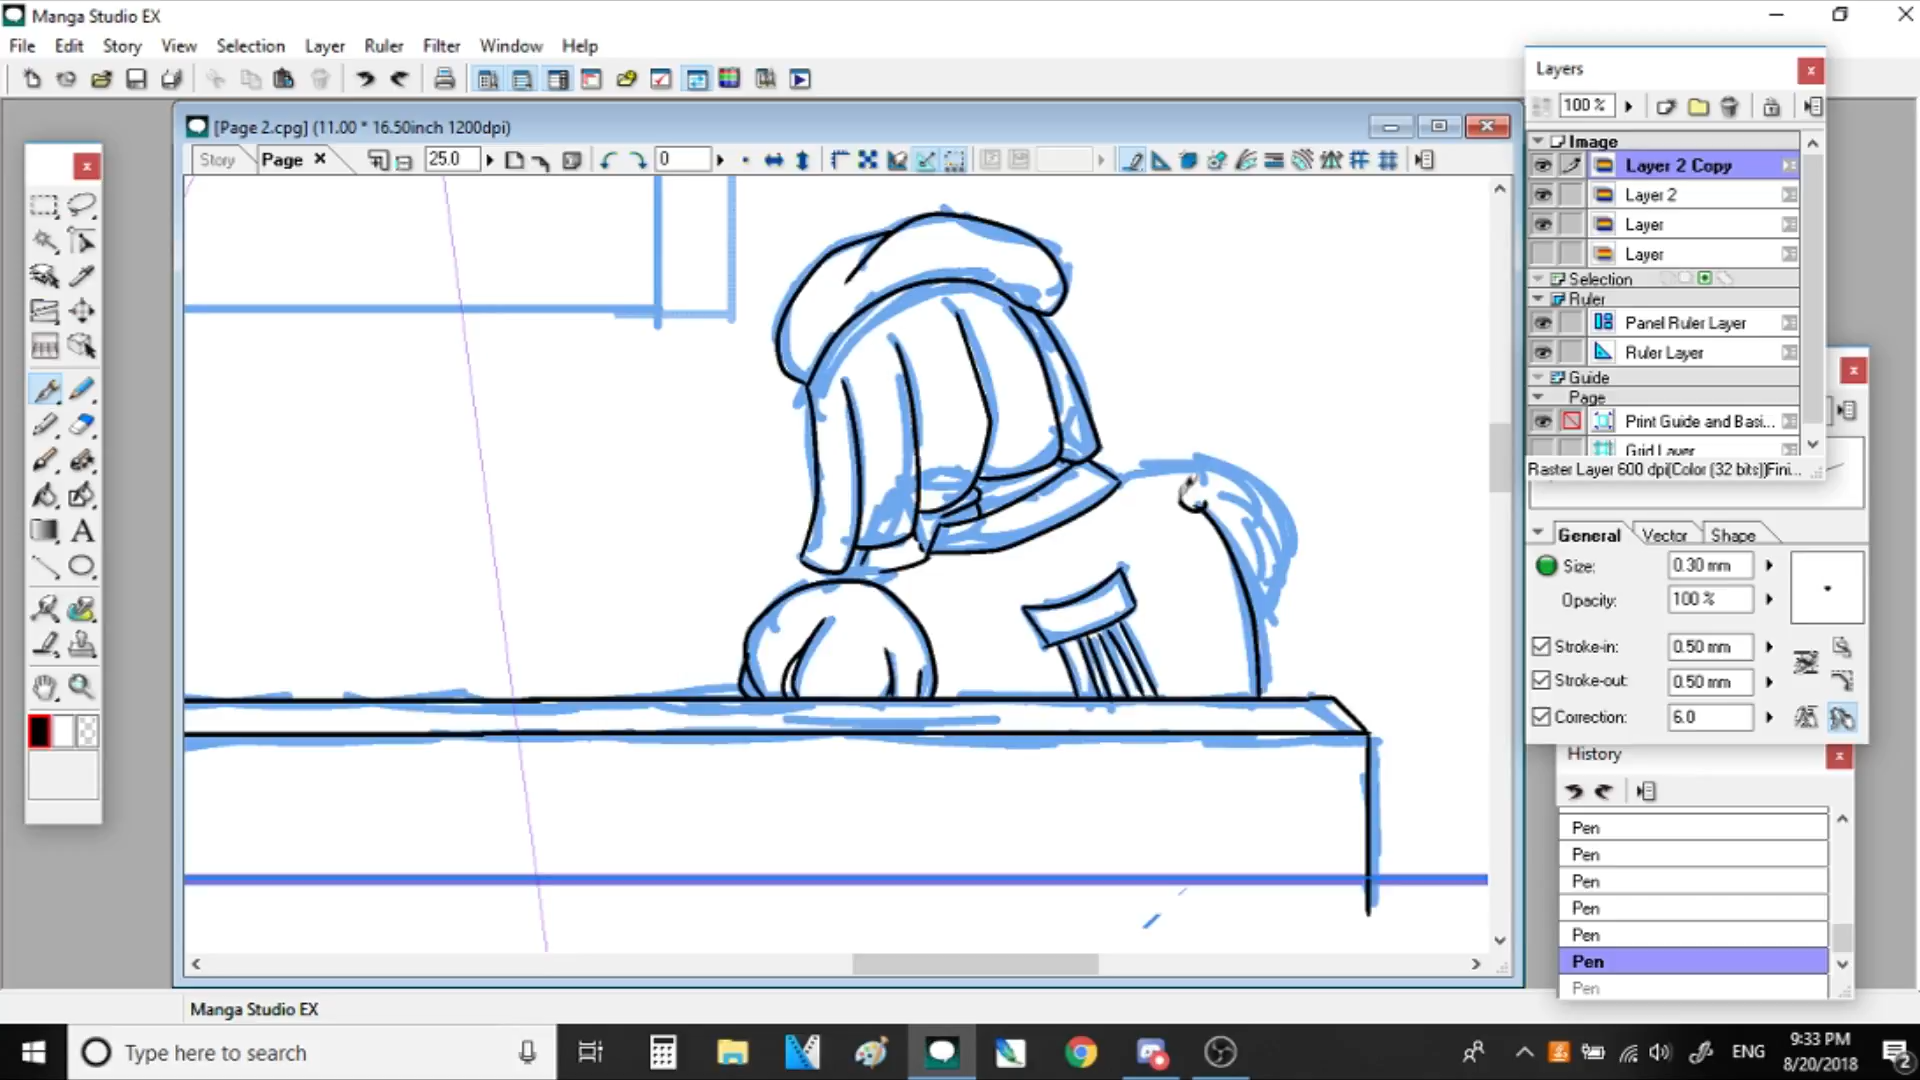 Manga Studio EX
File Edit Story View Selection Layer Ruler Filter Window Help
[Page 2.cpg] (11.00 * 16.50inch 1200dpi)
Story Page 25.0 0
Layers
100 %
Image
Layer 2 Copy
Layer 2
Layer
Layer
Selection
Ruler
Panel Ruler Layer
Ruler Layer
Guide
Page
Print Guide and Basi...
Grid Layer
Raster Layer 600 dpi(Color (32 bits))Fini...
General Vector Shape
Size: 0.30 mm
Opacity: 100 %
Stroke-in: 0.50 mm
Stroke-out: 0.50 mm
Correction: 6.0
History
Pen
Pen
Pen
Pen
Pen
Pen
Pen
Manga Studio EX
Type here to search
ENG
9:33 PM
8/20/2018
2